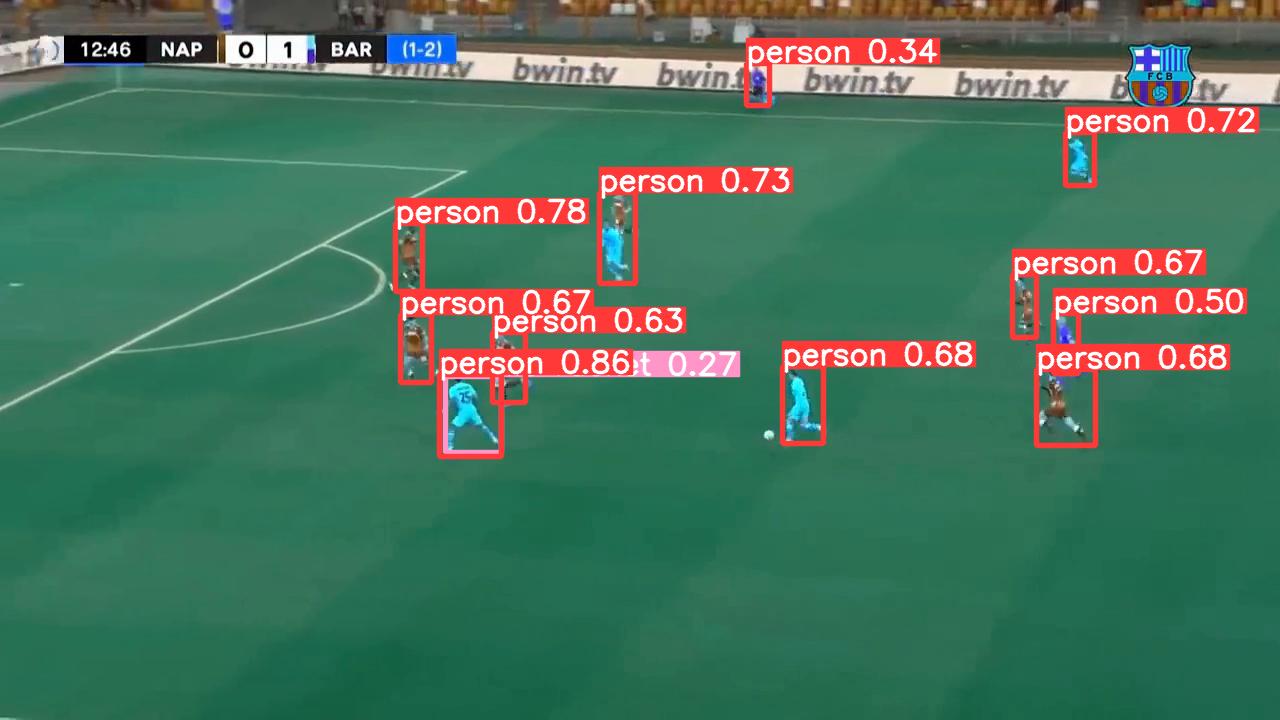 12:46 NAP 0 1 BAR (1-2)
bwin.tv bwin.tv bwin.tv bwin.tv bwin.tv
FCB
person 0.34
person 0.72
person 0.73
person 0.78
person 0.67
person 0.67
person 0.50
person 0.63
person 0.86
0.27
person 0.68
person 0.68